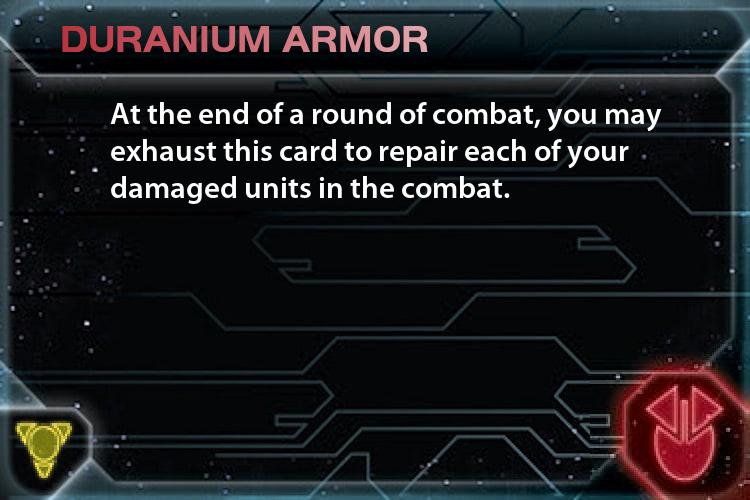 DURANIUM ARMOR
At the end of a round of combat, you may
exhaust this card to repair each of your
damaged units in the combat.